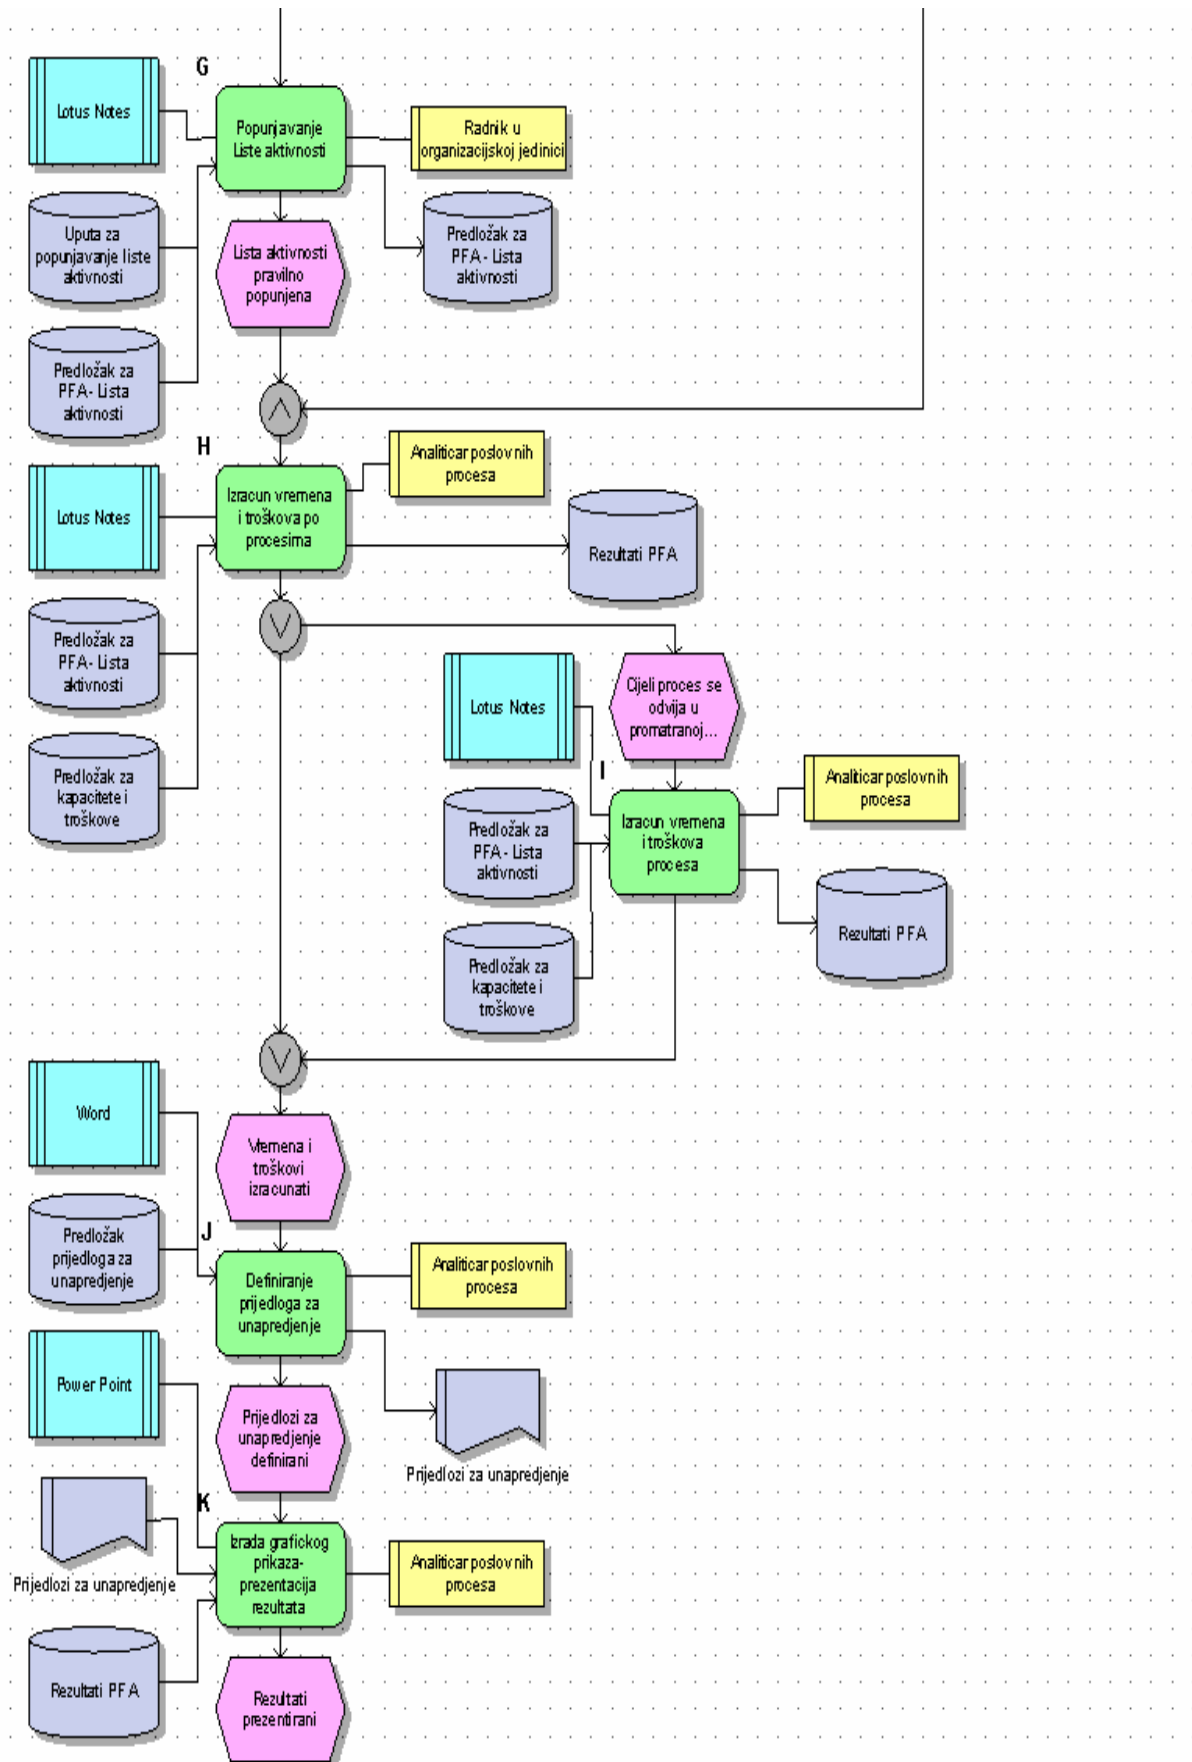 G
Lotus Notes
Popunjavanje
Liste aktivnosti
Radnik u
organizacijskoj jedinici
Uputa za
popunjavanje liste
aktivnosti
Lista aktivnosti
pravilno
popunjena
Predložak za
PFA - Lista
aktivnosti
Predložak za
PFA - Lista
aktivnosti
H
Lotus Notes
Izracun vremena
i troškova po
procesima
Analiticar poslovnih
procesa
Rezultati PFA
Predložak za
PFA - Lista
aktivnosti
Predložak za
kapacitete i
troškove
Lotus Notes
Cijeli proces se
odvija u
promatranoj...
I
Izracun vremena
i troškova
procesa
Analiticar poslovnih
procesa
Predložak za
PFA - Lista
aktivnosti
Rezultati PFA
Predložak za
kapacitete i
troškove
Word
Vremena i
troškovi
izracunati
Predložak
prijedloga za
unapredjenje
J
Definiranje
prijedloga za
unapredjenje
Analiticar poslovnih
procesa
Power Point
Prijedlozi za
unapredjenje
definirani
Prijedlozi za unapredjenje
K
Prijedlozi za unapredjenje
Izrada grafickog
prikaza-
prezentacija
rezultata
Analiticar poslovnih
procesa
Rezultati PFA
Rezultati
prezentirani